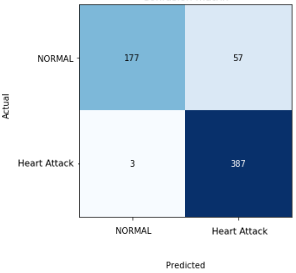 NORMAL
177
57
Actual
Heart Attack
3
387
NORMAL
Heart Attack
Predicted